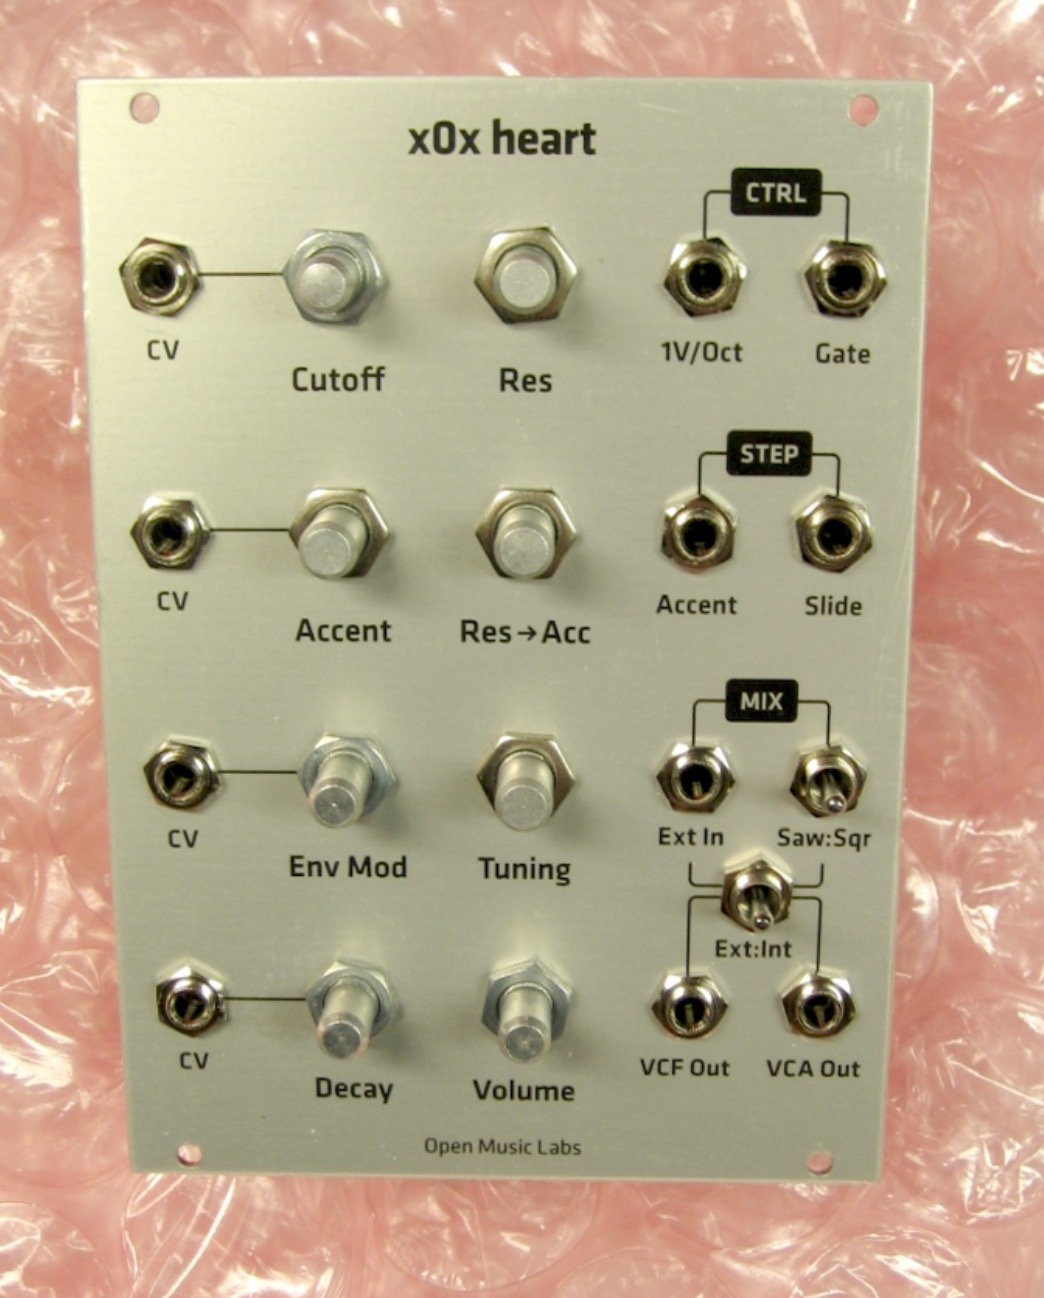 x0x heart
CTRL
CV
Cutoff
Res
1V/Oct
Gate
STEP
CV
Accent
Res→Acc
Accent
Slide
MIX
CV
Env Mod
Tuning
Ext In
Saw:Sqr
Ext:Int
CV
Decay
Volume
VCF Out
VCA Out
Open Music Labs